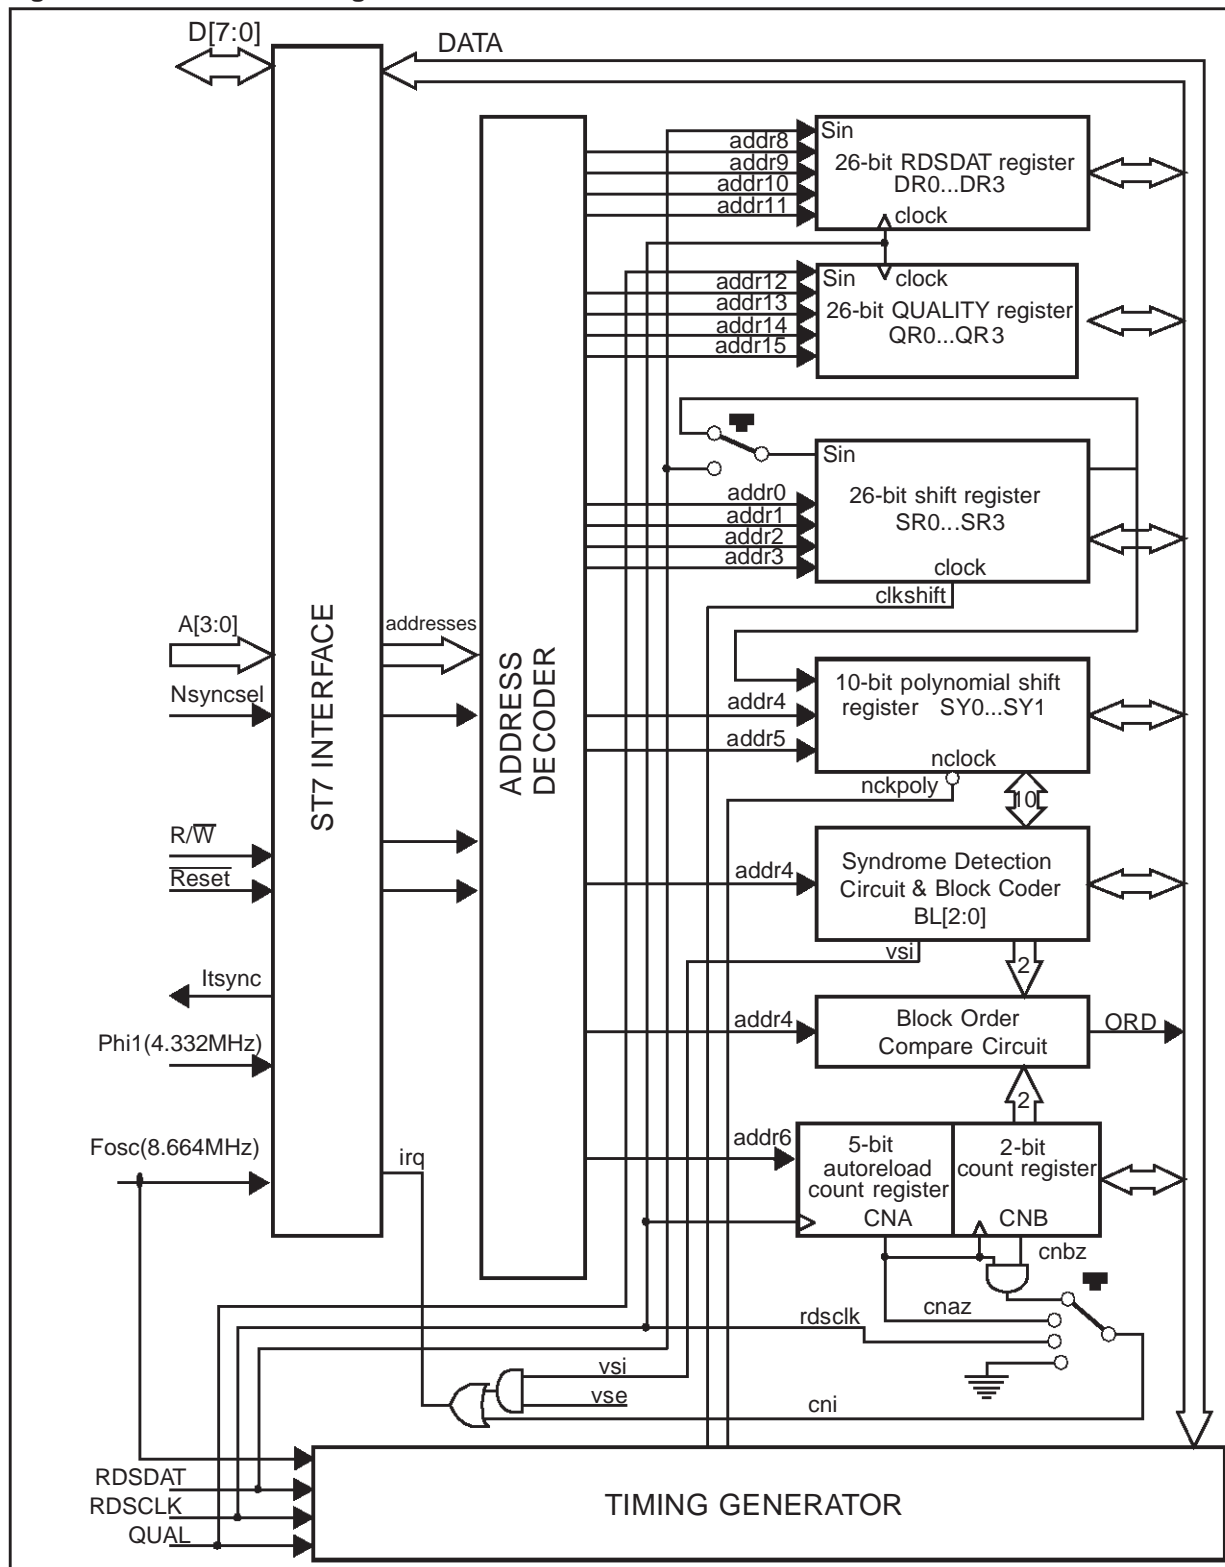 D[7:0]
DATA
Sin
addr8
26-bit RDSDAT register
addr9
DR0...DR3
addr10
addr11
clock
Sin
clock
addr12
addr13
26-bit QUALITY register
addr14
QR0...QR3
addr15
Sin
26-bit shift register
addr0
SR0...SR3
addr1
addr2
addr3
clock
clkshift
A[3:0]
addresses
ST7 INTERFACE
ADDRESS
DECODER
Nsyncsel
10-bit polynomial shift
register SY0...SY1
addr4
addr5
nclock
nckpoly
10
R/W
Reset
Syndrome Detection
Circuit & Block Coder
BL[2:0]
addr4
vsi
2
Itsync
addr4
Block Order
Compare Circuit
ORD
Phi1(4.332MHz)
2
Fosc(8.664MHz)
irq
addr6
5-bit
autoreload
count register
CNA
2-bit
count register
CNB
cnbz
cnaz
rdsclk
vsi
vse
cni
RDSDAT
RDSCLK
QUAL
TIMING GENERATOR